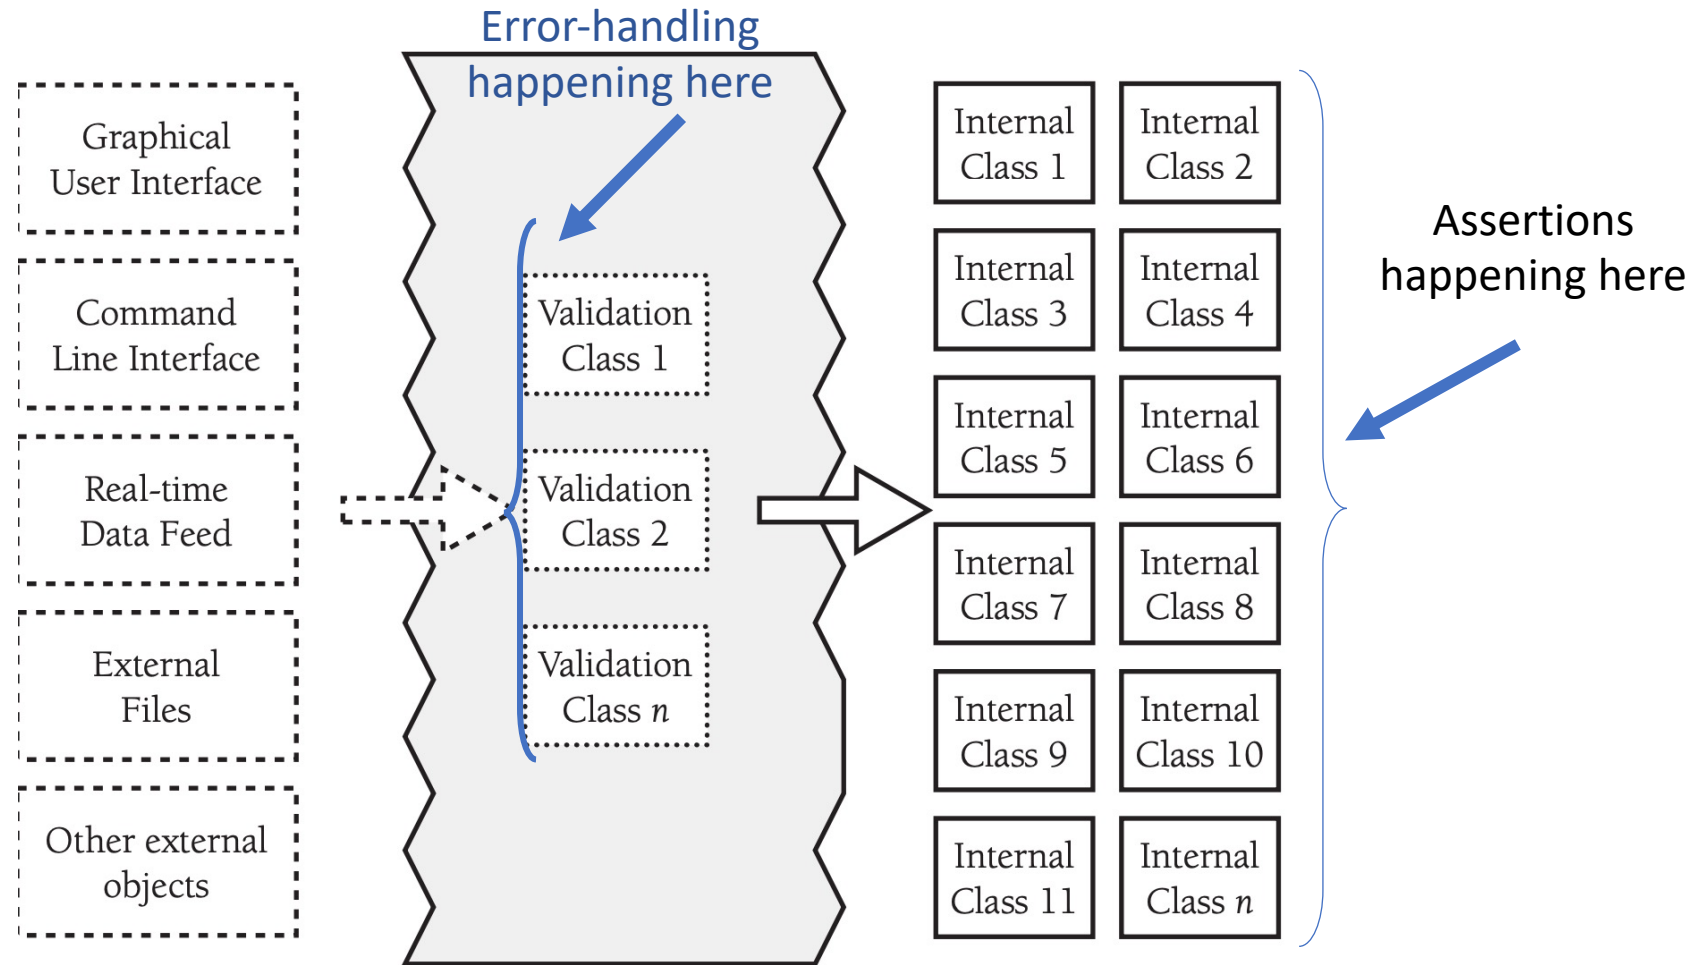 Error-handling
happening here
Graphical
User Interface
Command
Line Interface
Real-time
Data Feed
External
Files
Other external
objects
Validation
Class 1
Validation
Class 2
Validation
Class n
Internal
Class 1
Internal
Class 2
Internal
Class 3
Internal
Class 4
Internal
Class 5
Internal
Class 6
Internal
Class 7
Internal
Class 8
Internal
Class 9
Internal
Class 10
Internal
Class 11
Internal
Class n
Assertions
happening here